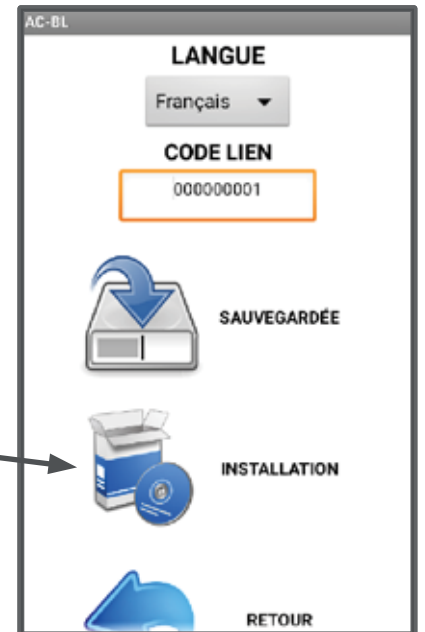 AC-BL
LANGUE
Français
CODE LIEN
000000001
SAUVEGARDÉE
INSTALLATION
RETOUR